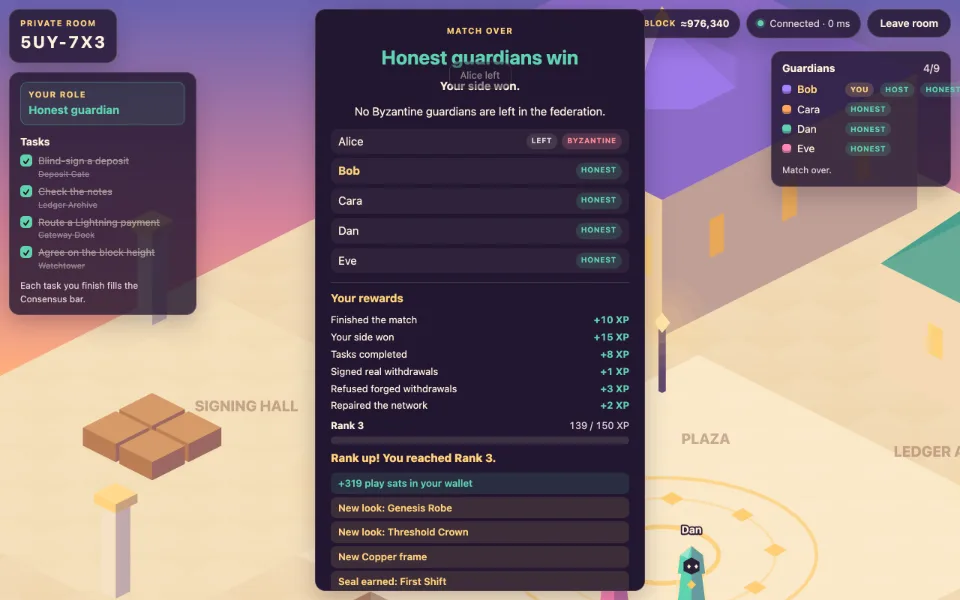 PRIVATE ROOM
5UY-7X3
YOUR ROLE
Honest guardian
Tasks
Blind-sign a deposit
Deposit Gate
Check the notes
Ledger Archive
Route a Lightning payment
Gateway Dock
Agree on the block height
Watchtower
Each task you finish fills the
Consensus bar.
MATCH OVER
Honest guardians win
Alice left
Your side won.
No Byzantine guardians are left in the federation.
Alice LEFT BYZANTINE
Bob HONEST
Cara HONEST
Dan HONEST
Eve HONEST
Your rewards
Finished the match +10 XP
Your side won +15 XP
Tasks completed +8 XP
Signed real withdrawals +1 XP
Refused forged withdrawals +3 XP
Repaired the network +2 XP
Rank 3 139 / 150 XP
Rank up! You reached Rank 3.
+319 play sats in your wallet
New look: Genesis Robe
New look: Threshold Crown
New Copper frame
Seal earned: First Shift
BLOCK ≈976,340
Connected · 0 ms
Leave room
Guardians 4/9
Bob YOU HOST HONEST
Cara HONEST
Dan HONEST
Eve HONEST
Match over.
SIGNING HALL
PLAZA
LEDGER A
Dan